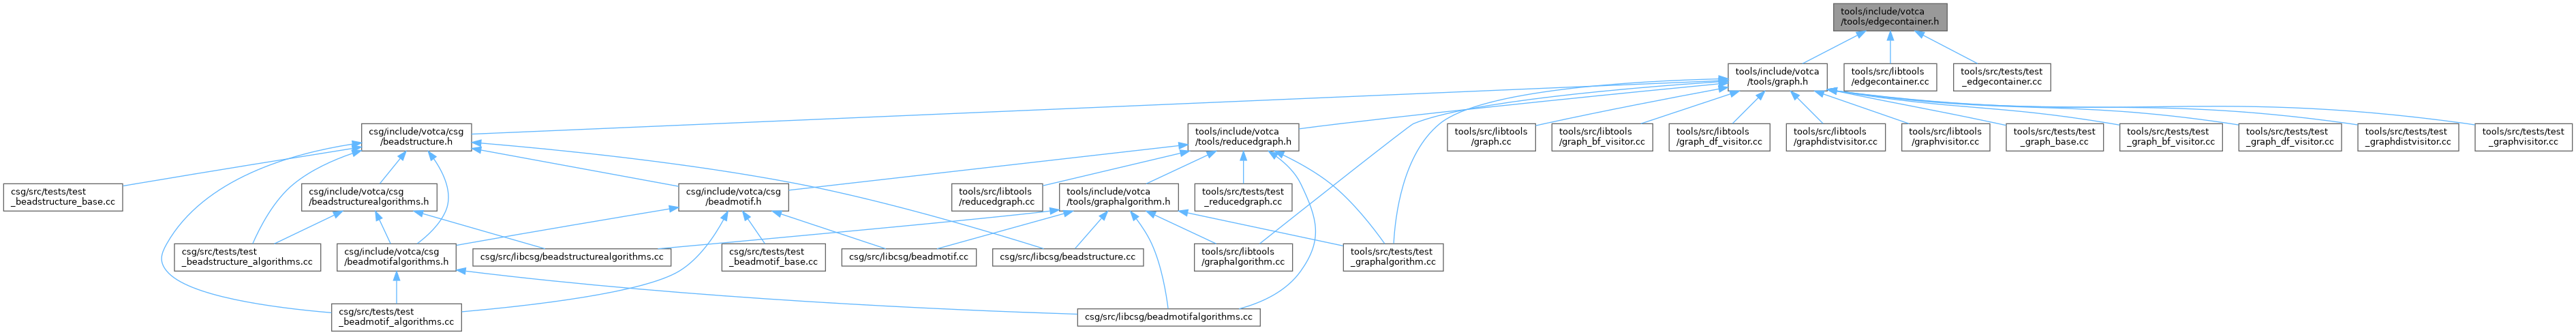 tools/include/votca
/tools/edgecontainer.h
tools/include/votca
/tools/graph.h
tools/src/libtools
/edgecontainer.cc
tools/src/tests/test
_edgecontainer.cc
csg/include/votca/csg
/beadstructure.h
tools/include/votca
/tools/reducedgraph.h
tools/src/libtools
/graph.cc
tools/src/libtools
/graph_bf_visitor.cc
tools/src/libtools
/graph_df_visitor.cc
tools/src/libtools
/graphdistvisitor.cc
tools/src/libtools
/graphvisitor.cc
tools/src/tests/test
_graph_base.cc
tools/src/tests/test
_graph_bf_visitor.cc
tools/src/tests/test
_graph_df_visitor.cc
tools/src/tests/test
_graphdistvisitor.cc
tools/src/tests/test
_graphvisitor.cc
csg/src/tests/test
_beadstructure_base.cc
csg/include/votca/csg
/beadstructurealgorithms.h
csg/include/votca/csg
/beadmotif.h
tools/src/libtools
/reducedgraph.cc
tools/include/votca
/tools/graphalgorithm.h
tools/src/tests/test
_reducedgraph.cc
csg/src/tests/test
_beadstructure_algorithms.cc
csg/include/votca/csg
/beadmotifalgorithms.h
csg/src/libcsg/beadstructurealgorithms.cc
csg/src/tests/test
_beadmotif_base.cc
csg/src/libcsg/beadmotif.cc
csg/src/libcsg/beadstructure.cc
tools/src/libtools
/graphalgorithm.cc
tools/src/tests/test
_graphalgorithm.cc
csg/src/tests/test
_beadmotif_algorithms.cc
csg/src/libcsg/beadmotifalgorithms.cc